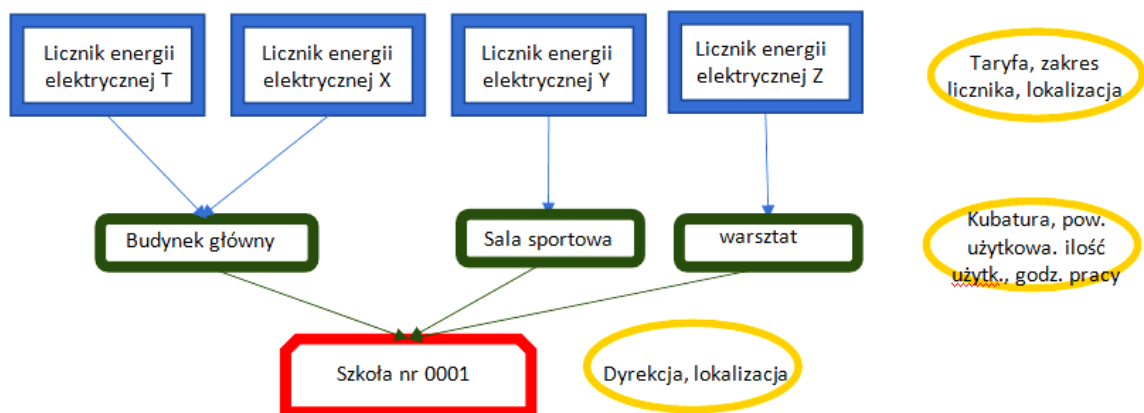 Licznik energii
elektrycznej T
Licznik energii
elektrycznej X
Licznik energii
elektrycznej Y
Licznik energii
elektrycznej Z
Taryfa, zakres
licznika, lokalizacja
Budynek główny
Sala sportowa
warsztat
Kubatura, pow.
użytkowa. ilość
użytk., godz. pracy
Szkoła nr 0001
Dyrekcja, lokalizacja